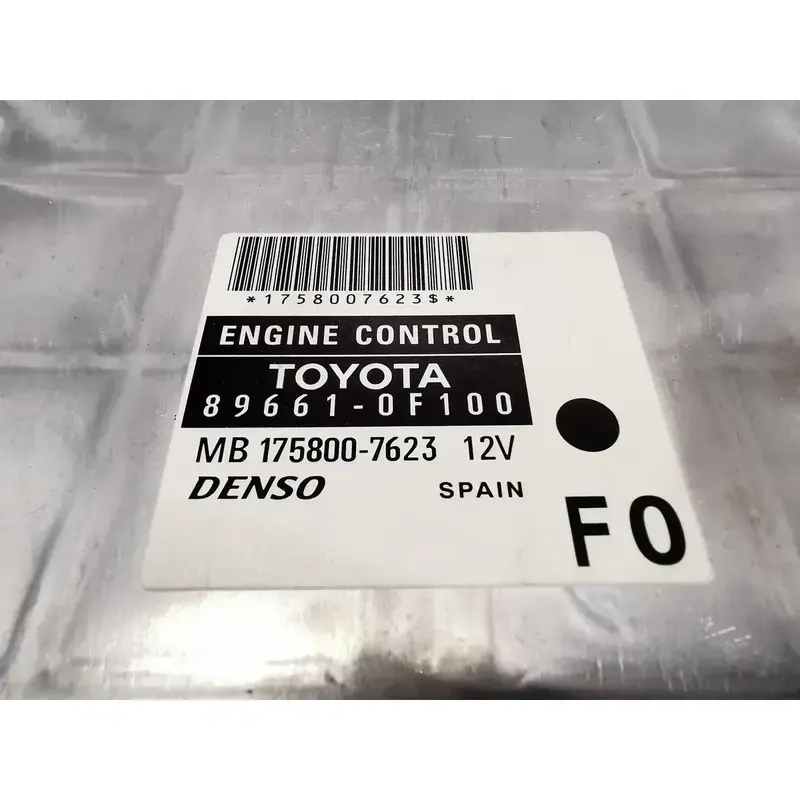 *1758007623$*
ENGINE CONTROL
TOYOTA
89661-0F100
MB 175800-7623 12V
DENSO SPAIN
F0